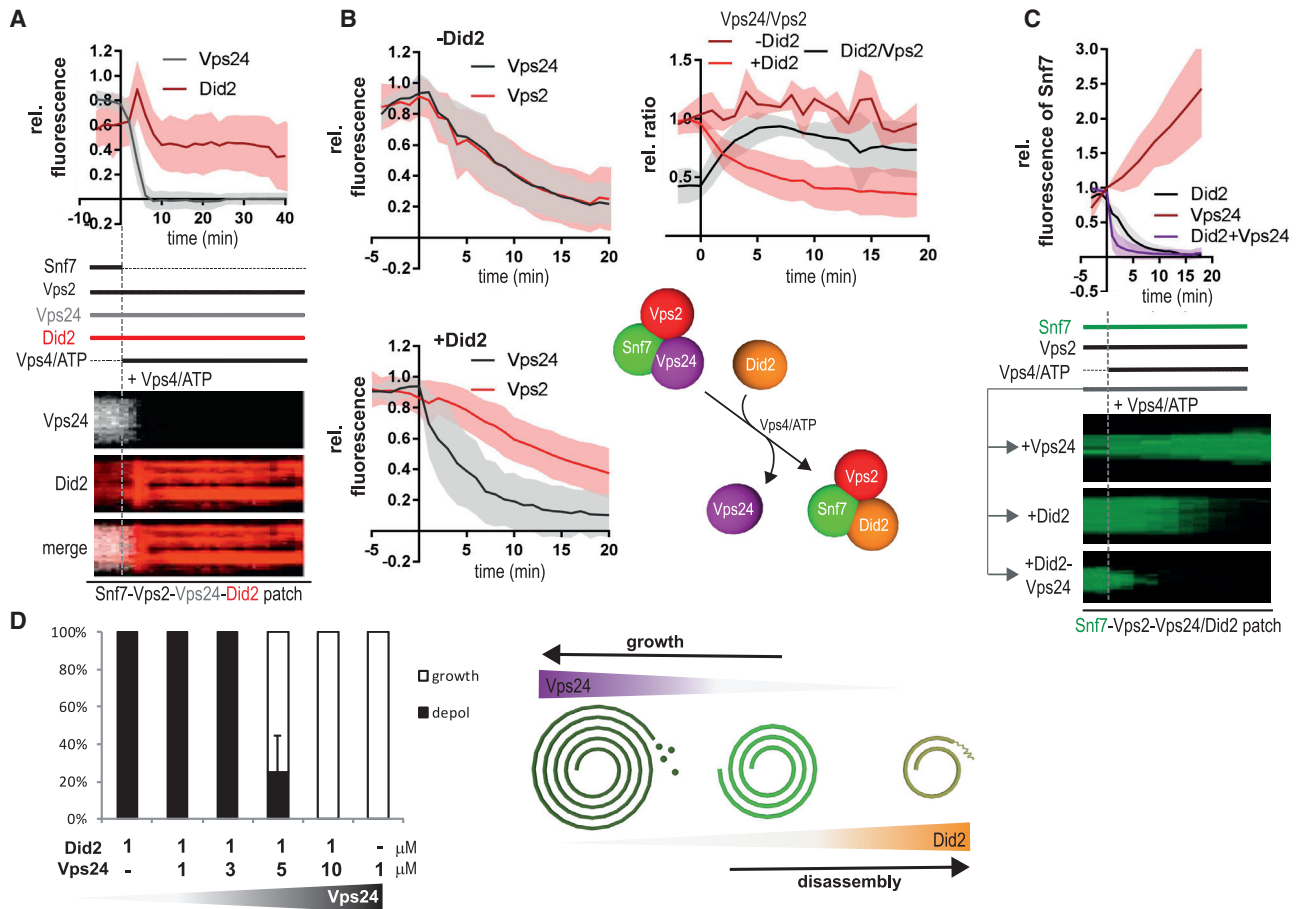 A
rel. fluorescence
1.2
1.0
0.8
0.6
0.4
0.2
-10 0 10 20 30 40
0.2
time (min)
Vps24
Did2
Snf7
Vps2
Vps24
Did2
Vps4/ATP
+ Vps4/ATP
Vps24
Did2
merge
Snf7-Vps2-Vps24-Did2 patch
B
-Did2
Vps24
Vps2
rel. fluorescence
1.2
1.0
0.8
0.6
0.4
0.2
-0.2
-5 0 5 10 15 20
time (min)
Vps24/Vps2
-Did2
+Did2
Did2/Vps2
rel. ratio
1.5
1.0
0.5
0 5 10 15 20
time (min)
+Did2
Vps24
Vps2
rel. fluorescence
1.2
1.0
0.8
0.6
0.4
0.2
-0.2
-5 0 5 10 15 20
time (min)
Vps2
Snf7
Vps24
Did2
Vps4/ATP
Vps24
Vps2
Snf7
Did2
C
rel. fluorescence of Snf7
3.0
2.5
2.0
1.5
1.0
0.5
-0.5
-5 5 10 15 20
time (min)
Did2
Vps24
Did2+Vps24
Snf7
Vps2
Vps4/ATP
+ Vps4/ATP
+Vps24
+Did2
+Did2-
Vps24
Snf7-Vps2-Vps24/Did2 patch
D
100%
80%
60%
40%
20%
0%
growth
depol
Did2 1 1 1 1 1 - μM
Vps24 - 1 3 5 10 1 μM
Vps24
growth
Vps24
Did2
disassembly